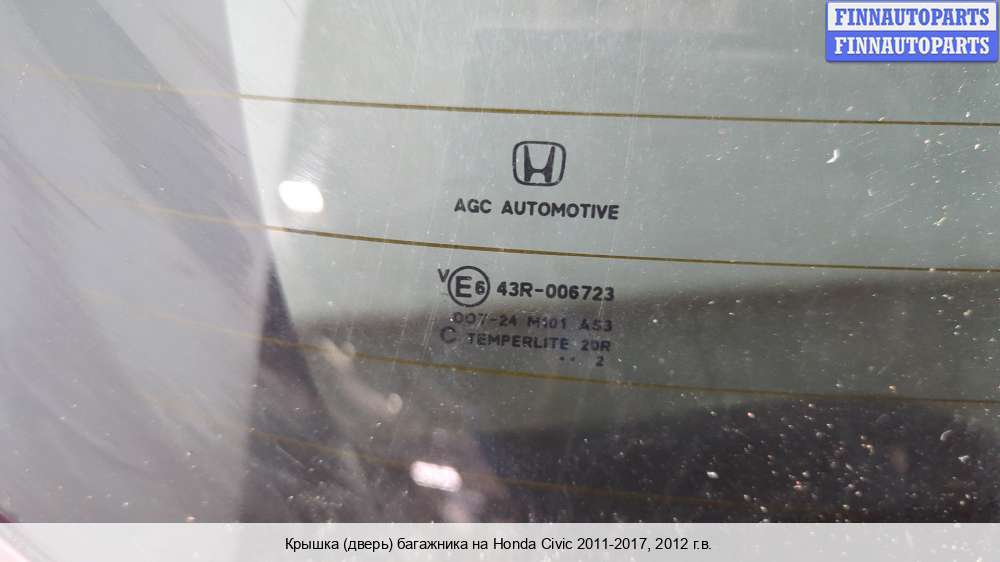 FINNAUTOPARTS
FINNAUTOPARTS
AGC AUTOMOTIVE
V E6 43R-006723
DOT-24 M101 AS3
C TEMPERLITE 20R
.. 2
Крышка (дверь) багажника на Honda Civic 2011-2017, 2012 г.в.